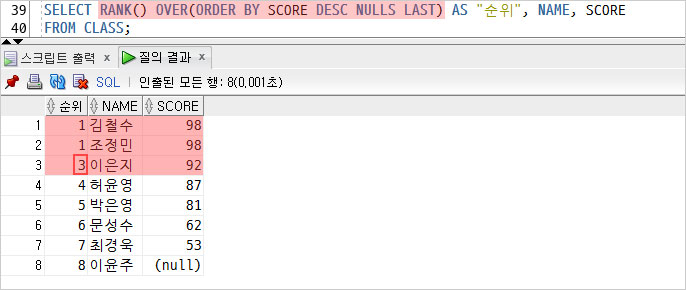 39 SELECT RANK() OVER(ORDER BY SCORE DESC NULLS LAST) AS "순위", NAME, SCORE
40 FROM CLASS;
스크립트 출력 x 질의 결과 x
SQL | 인출된 모든 행: 8(0,001초)
순위 NAME SCORE
1 1 김철수 98
2 1 조정민 98
3 3 이은지 92
4 4 허윤영 87
5 5 박은영 81
6 6 문성수 62
7 7 최경욱 53
8 8 이윤주 (null)